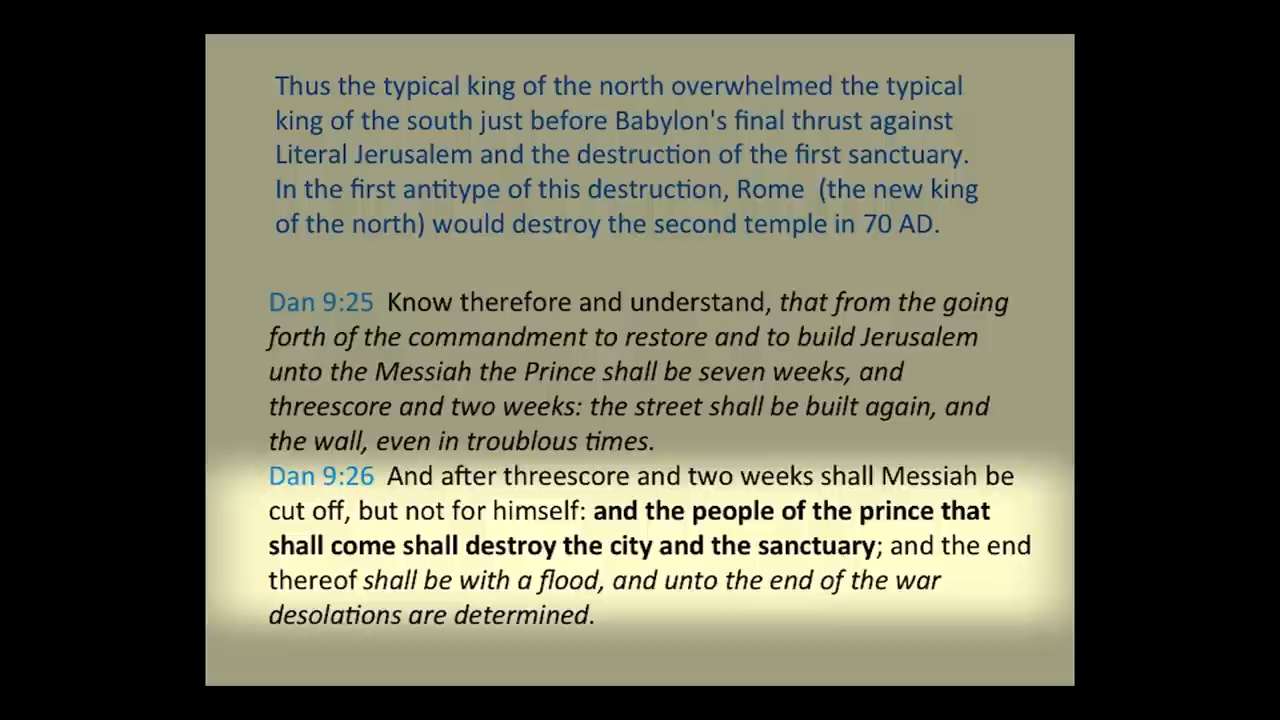 Thus the typical king of the north overwhelmed the typical
king of the south just before Babylon's final thrust against
Literal Jerusalem and the destruction of the first sanctuary.
In the first antitype of this destruction, Rome (the new king
of the north) would destroy the second temple in 70 AD.
Dan 9:25 Know therefore and understand, that from the going
forth of the commandment to restore and to build Jerusalem
unto the Messiah the Prince shall be seven weeks, and
threescore and two weeks: the street shall be built again, and
the wall, even in troublous times.
Dan 9:26 And after threescore and two weeks shall Messiah be
cut off, but not for himself: and the people of the prince that
shall come shall destroy the city and the sanctuary; and the end
thereof shall be with a flood, and unto the end of the war
desolations are determined.